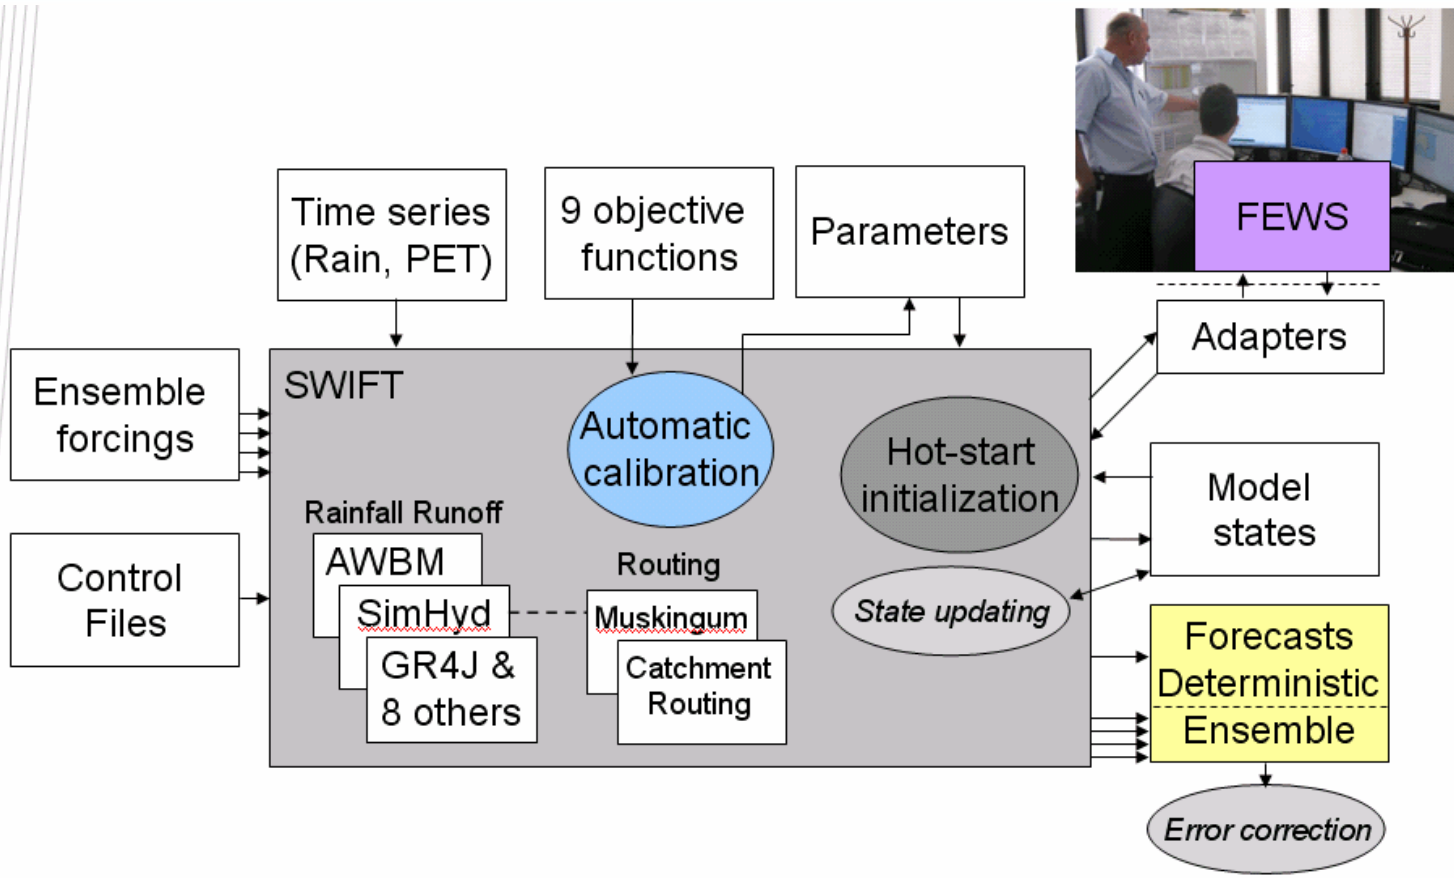 Time series
(Rain, PET)
9 objective
functions
Parameters
FEWS
Adapters
Ensemble
forcings
SWIFT
Automatic
calibration
Hot-start
initialization
Model
states
Control
Files
Rainfall Runoff
AWBM
SimHyd
GR4J &
8 others
Routing
Muskingum
Catchment
Routing
State updating
Forecasts
Deterministic
Ensemble
Error correction